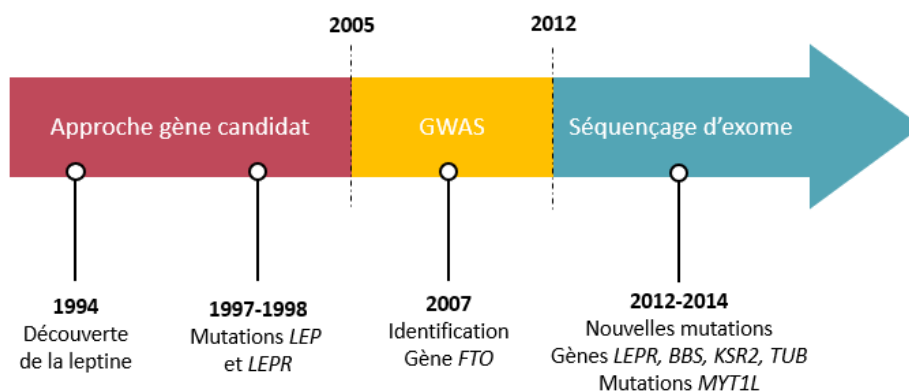 2005
2012
Approche gène candidat
GWAS
Séquençage d'exome
1994
Découverte
de la leptine
1997-1998
Mutations LEP
et LEPR
2007
Identification
Gène FTO
2012-2014
Nouvelles mutations
Gènes LEPR, BBS, KSR2, TUB
Mutations MYT1L